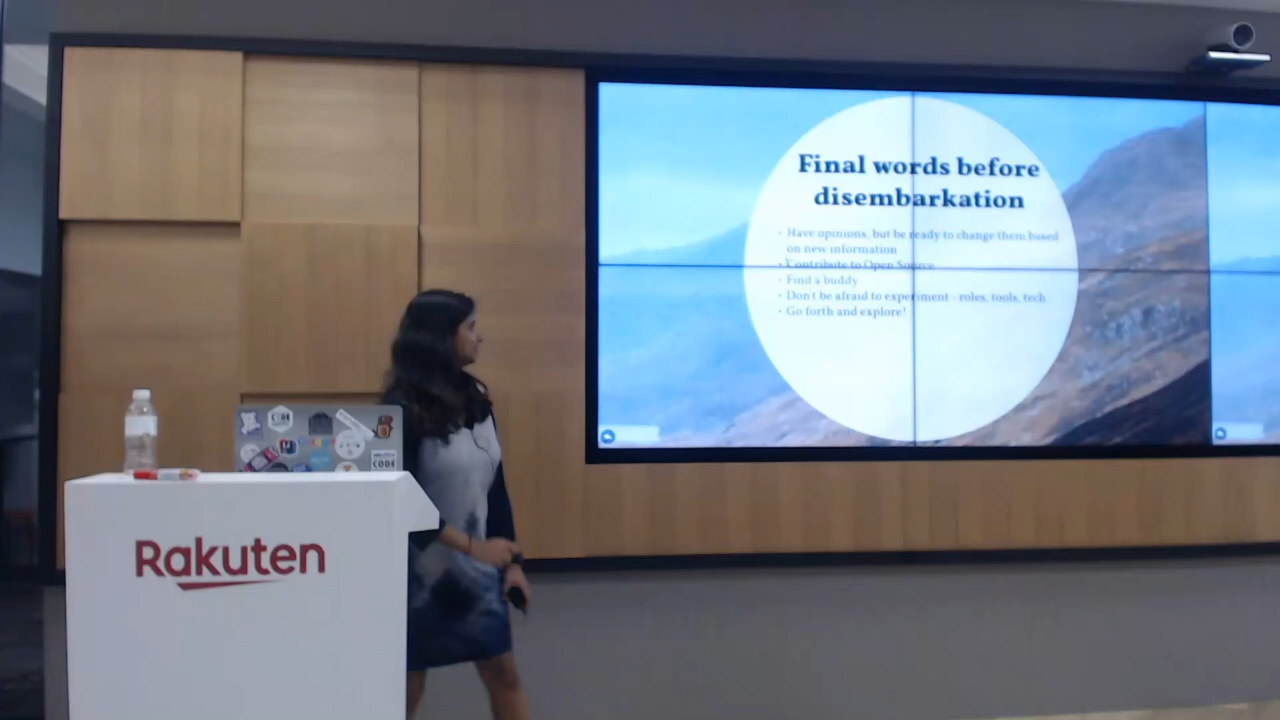 Final words before
disembarkation
• Have opinions, but be ready to change them based
on new information
• Contribute to Open Source
• Find a buddy
• Don't be afraid to experiment - roles, tools, tech
• Go forth and explore!
CODE
Rakuten